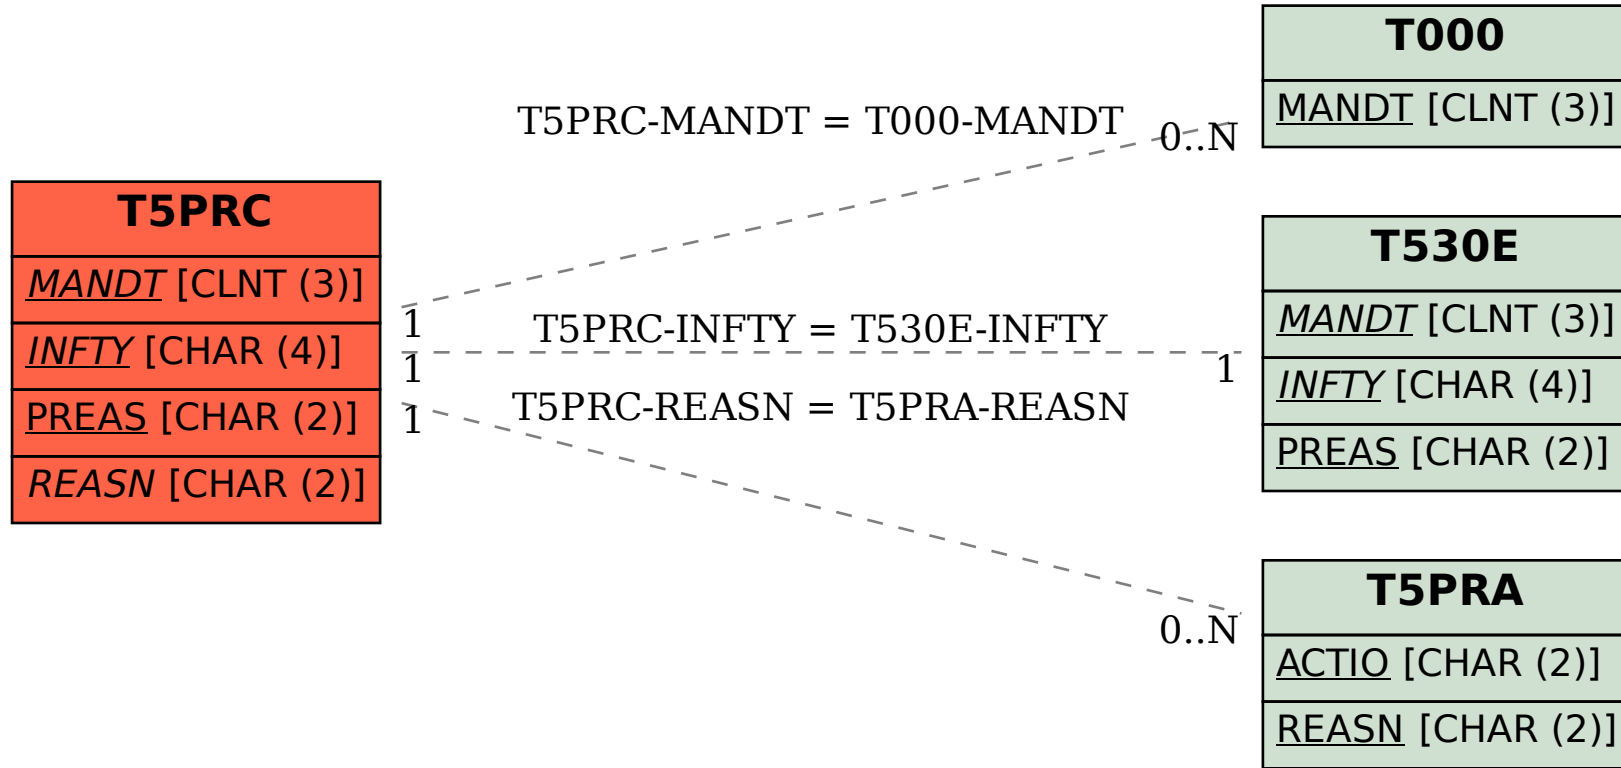 T000
MANDT [CLNT (3)]
T5PRC-MANDT = T000-MANDT
0..N
T5PRC
MANDT [CLNT (3)]
INFTY [CHAR (4)]
PREAS [CHAR (2)]
REASN [CHAR (2)]
1
T5PRC-INFTY = T530E-INFTY
1
1
T5PRC-REASN = T5PRA-REASN
1
T530E
MANDT [CLNT (3)]
INFTY [CHAR (4)]
PREAS [CHAR (2)]
0..N
T5PRA
ACTIO [CHAR (2)]
REASN [CHAR (2)]